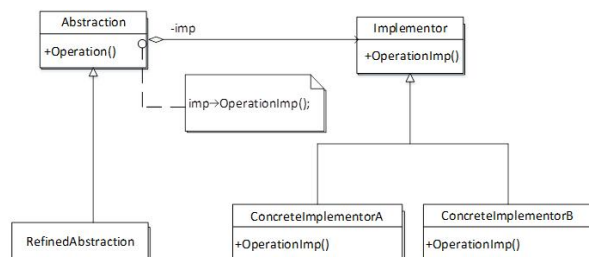 Abstraction
+Operation()
-imp
Implementor
+OperationImp()
imp→OperationImp();
RefinedAbstraction
ConcreteImplementorA
+OperationImp()
ConcreteImplementorB
+OperationImp()